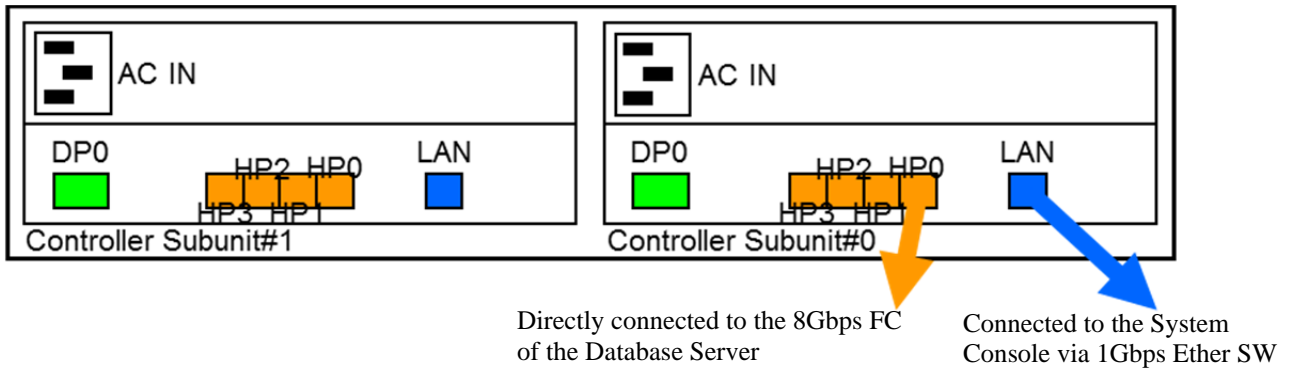 AC IN
DP0
HP2 HP0
HP3 HP1
LAN
Controller Subunit#1
AC IN
DP0
HP2 HP0
HP3 HP1
LAN
Controller Subunit#0
Directly connected to the 8Gbps FC
of the Database Server
Connected to the System
Console via 1Gbps Ether SW